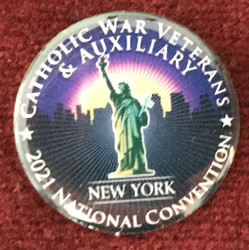 ★ CATHOLIC WAR VETERANS ★
& AUXILIARY
NEW YORK
2021 NATIONAL CONVENTION